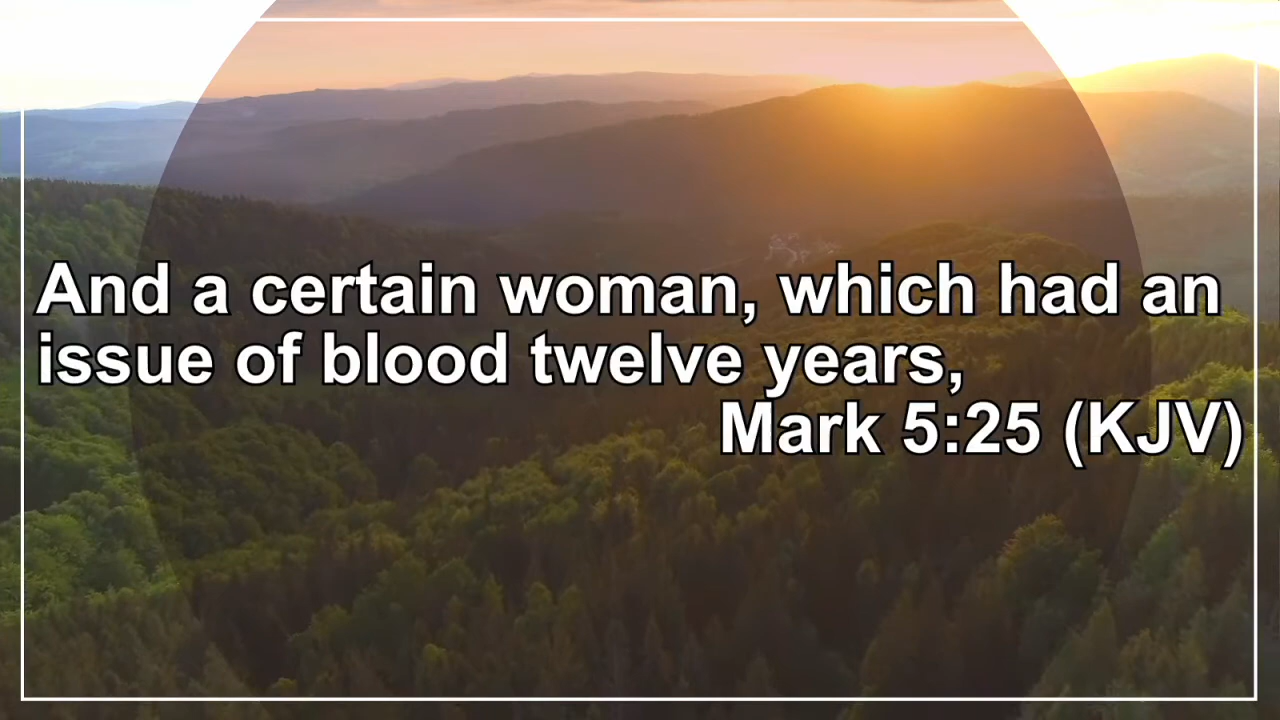 And a certain woman, which had an
issue of blood twelve years,
Mark 5:25 (KJV)